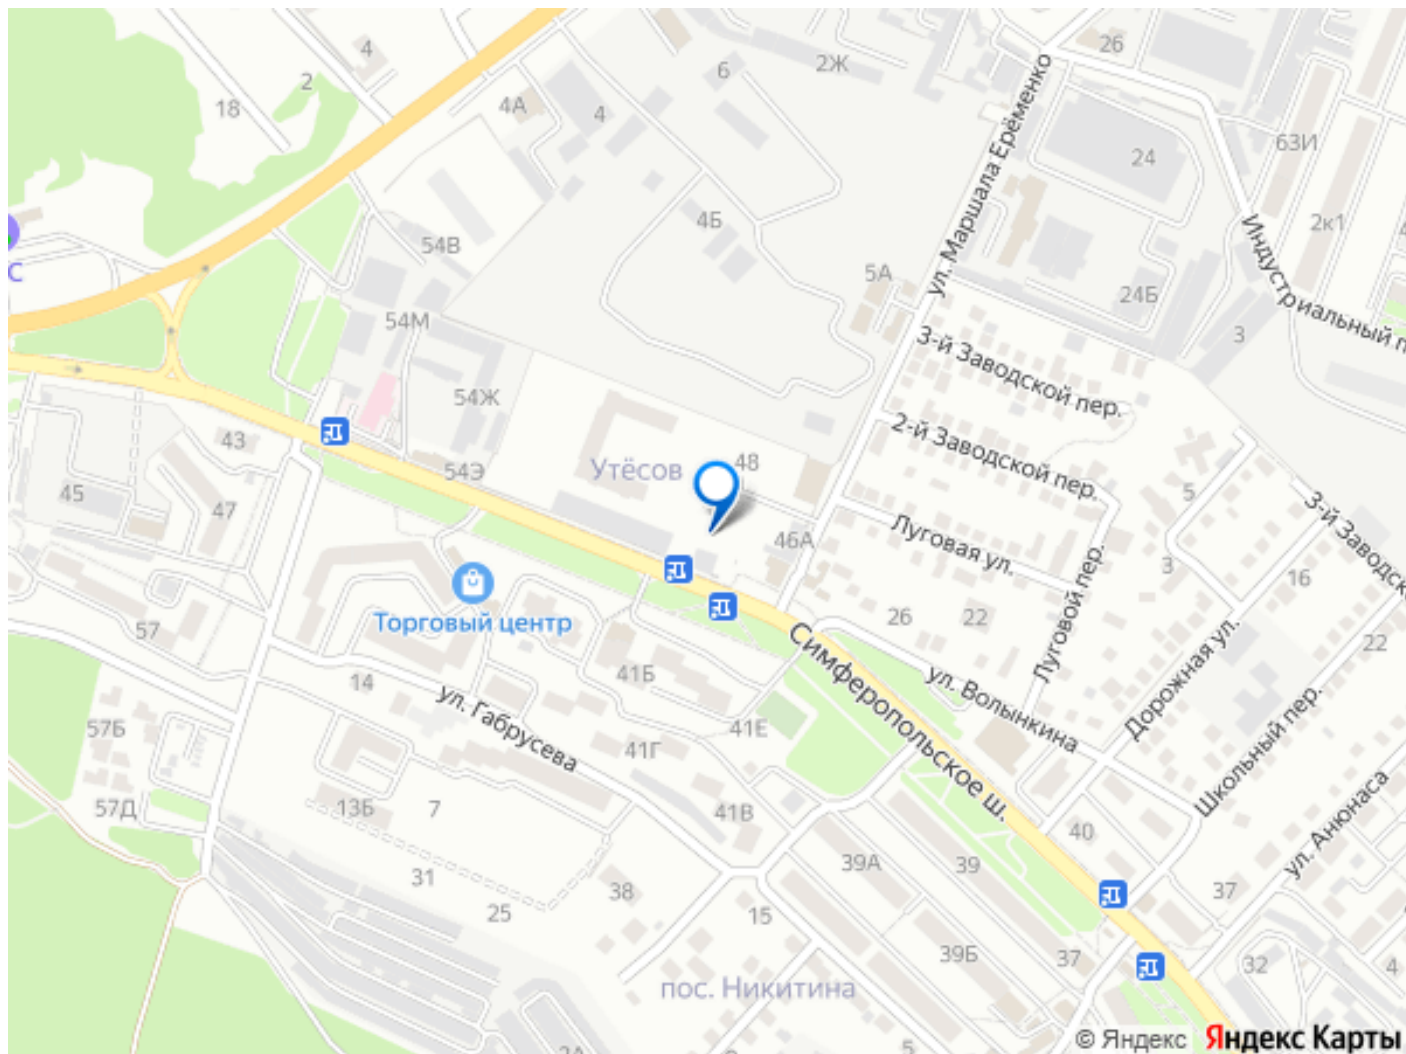 4
2
18
4А
4
6
2Ж
26
ул. Маршала Ерёменко
24
63И
2к1
4Б
54В
5А
С
24Б
Индустриальный п
3
54М
3-й Заводской пер.
54Ж
2-й Заводской пер.
43
54Э
Утёсов
48
45
47
5
3-й Заводск
Луговая ул.
46А
Луговой пер.
3
16
57
Торговый центр
26
22
22
Симферопольское ш.
ул. Волынкина
Дорожная ул.
Школьный пер.
14
41Б
ул. Габрусева
57Б
41Г
41Е
57Д
13Б
7
41В
40
ул. Анюнаса
39А
39
31
38
37
25
15
39Б
37
32
4
пос. Никитина
5
© Яндекс
Яндекс Карты